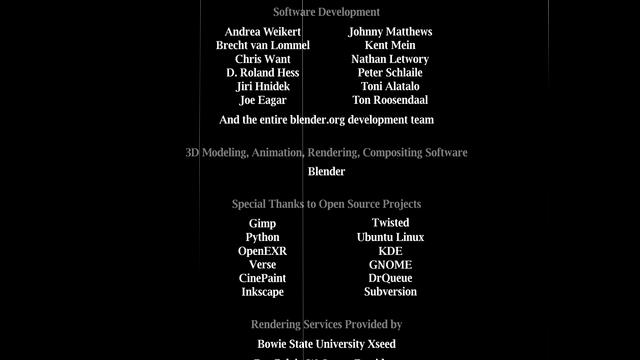 Software Development
Andrea Weikert Johnny Matthews
Brecht van Lommel Kent Mein
Chris Want Nathan Letwory
D. Roland Hess Peter Schlaile
Jiri Hnidek Toni Alatalo
Joe Eagar Ton Roosendaal
And the entire blender.org development team
3D Modeling, Animation, Rendering, Compositing Software
Blender
Special Thanks to Open Source Projects
Gimp Twisted
Python Ubuntu Linux
OpenEXR KDE
Verse GNOME
CinePaint DrQueue
Inkscape Subversion
Rendering Services Provided by
Bowie State University Xseed